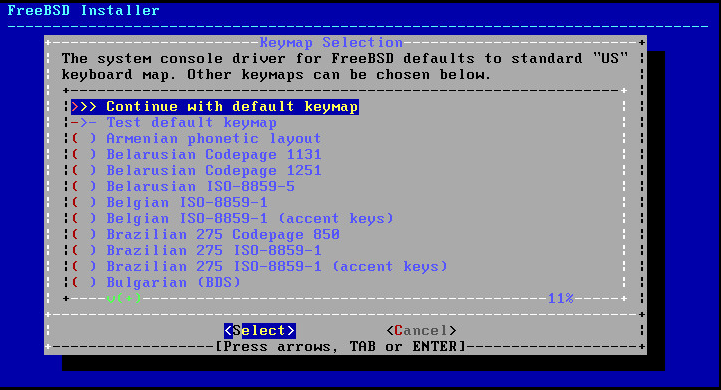 FreeBSD Installer
Keymap Selection
The system console driver for FreeBSD defaults to standard "US"
keyboard map. Other keymaps can be chosen below.
>>> Continue with default keymap
->- Test default keymap
( ) Armenian phonetic layout
( ) Belarusian Codepage 1131
( ) Belarusian Codepage 1251
( ) Belarusian ISO-8859-5
( ) Belgian ISO-8859-1
( ) Belgian ISO-8859-1 (accent keys)
( ) Brazilian 275 Codepage 850
( ) Brazilian 275 ISO-8859-1
( ) Brazilian 275 ISO-8859-1 (accent keys)
( ) Bulgarian (BDS)
v(+) 11%
<Select> <Cancel>
[Press arrows, TAB or ENTER]